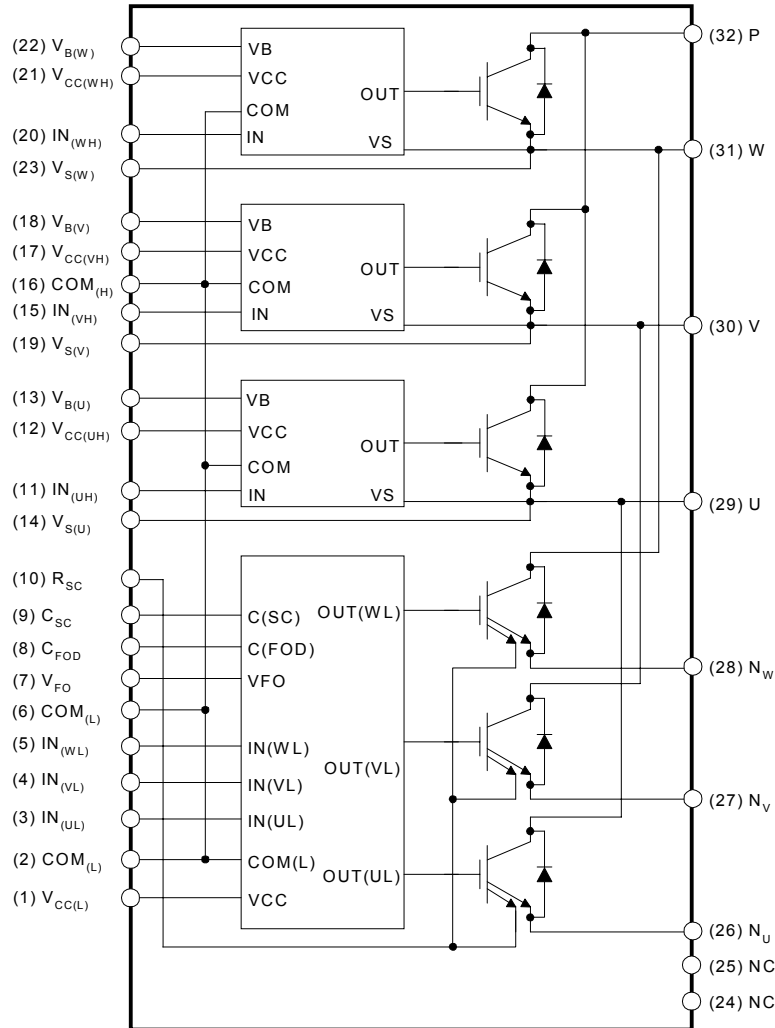 (22) VB(W)
(21) VCC(WH)
(20) IN(WH)
(23) VS(W)
VB
VCC
COM
IN
OUT
VS
(32) P
(31) W
(18) VB(V)
(17) VCC(VH)
(16) COM(H)
(15) IN(VH)
(19) VS(V)
VB
VCC
COM
IN
OUT
VS
(30) V
(13) VB(U)
(12) VCC(UH)
(11) IN(UH)
(14) VS(U)
VB
VCC
COM
IN
OUT
VS
(29) U
(10) RSC
(9) CSC
(8) CFOD
(7) VFO
(6) COM(L)
(5) IN(WL)
(4) IN(VL)
(3) IN(UL)
(2) COM(L)
(1) VCC(L)
C(SC)
C(FOD)
VFO
IN(WL)
IN(VL)
IN(UL)
COM(L)
VCC
OUT(WL)
OUT(VL)
OUT(UL)
(28) NW
(27) NV
(26) NU
(25) NC
(24) NC